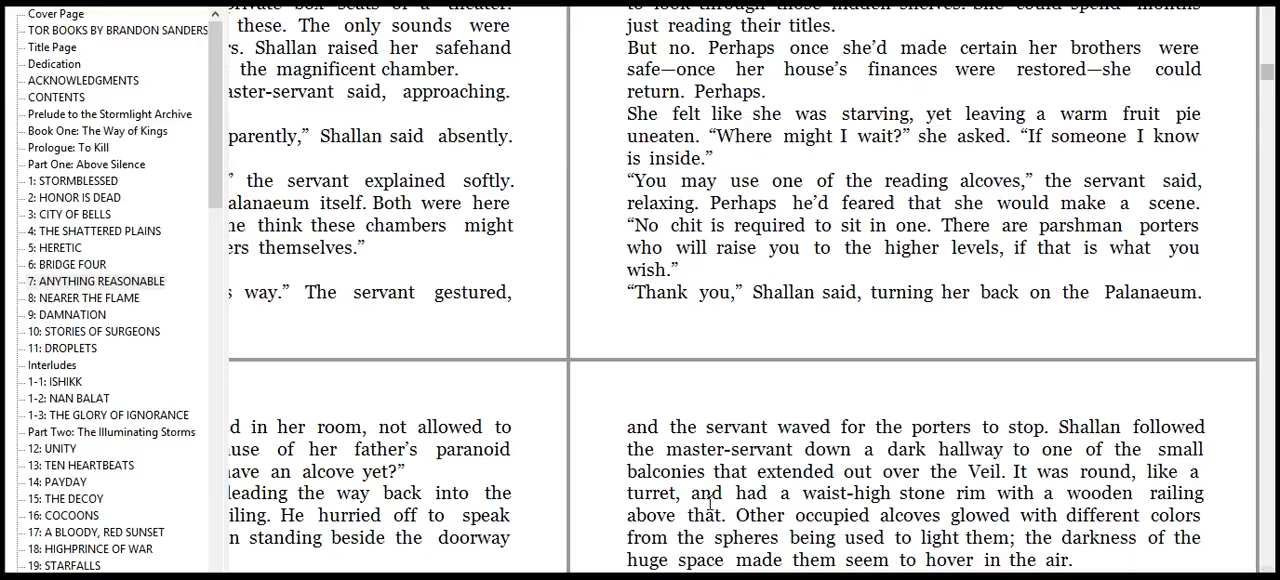 Cover Page
TOR BOOKS BY BRANDON SANDERS
Title Page
Dedication
ACKNOWLEDGMENTS
CONTENTS
Prelude to the Stormlight Archive
Book One: The Way of Kings
Prologue: To Kill
Part One: Above Silence
1: STORMBLESSED
2: HONOR IS DEAD
3: CITY OF BELLS
4: THE SHATTERED PLAINS
5: HERETIC
6: BRIDGE FOUR
7: ANYTHING REASONABLE
8: NEARER THE FLAME
9: DAMNATION
10: STORIES OF SURGEONS
11: DROPLETS
Interludes
1-1: ISHIKK
1-2: NAN BALAT
1-3: THE GLORY OF IGNORANCE
Part Two: The Illuminating Storms
12: UNITY
13: TEN HEARTBEATS
14: PAYDAY
15: THE DECOY
16: COCOONS
17: A BLOODY, RED SUNSET
18: HIGHPRINCE OF WAR
19: STARFALLS
these. The only sounds were
rs. Shallan raised her safehand
the magnificent chamber.
aster-servant said, approaching.
parently,” Shallan said absently.
” the servant explained softly.
alanaeum itself. Both were here
ne think these chambers might
ers themselves.”
s way.” The servant gestured,
just reading their titles.
But no. Perhaps once she’d made certain her brothers were
safe—once her house’s finances were restored—she could
return. Perhaps.
She felt like she was starving, yet leaving a warm fruit pie
uneaten. “Where might I wait?” she asked. “If someone I know
is inside.”
“You may use one of the reading alcoves,” the servant said,
relaxing. Perhaps he’d feared that she would make a scene.
“No chit is required to sit in one. There are parshman porters
who will raise you to the higher levels, if that is what you
wish.”
“Thank you,” Shallan said, turning her back on the Palanaeum.
d in her room, not allowed to
use of her father’s paranoid
ave an alcove yet?”
leading the way back into the
iling. He hurried off to speak
n standing beside the doorway
and the servant waved for the porters to stop. Shallan followed
the master-servant down a dark hallway to one of the small
balconies that extended out over the Veil. It was round, like a
turret, and had a waist-high stone rim with a wooden railing
above that. Other occupied alcoves glowed with different colors
from the spheres being used to light them; the darkness of the
huge space made them seem to hover in the air.